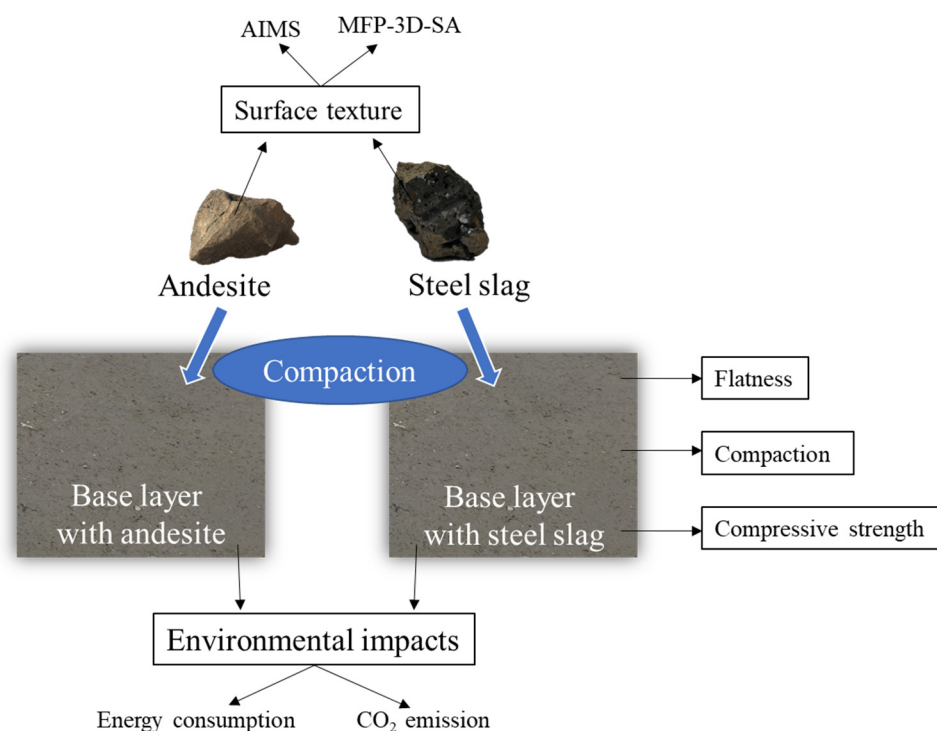 AIMS
MFP-3D-SA
Surface texture
Andesite
Steel slag
Compaction
Flatness
Compaction
Compressive strength
Base layer
with andesite
Base layer
with steel slag
Environmental impacts
Energy consumption
CO₂ emission